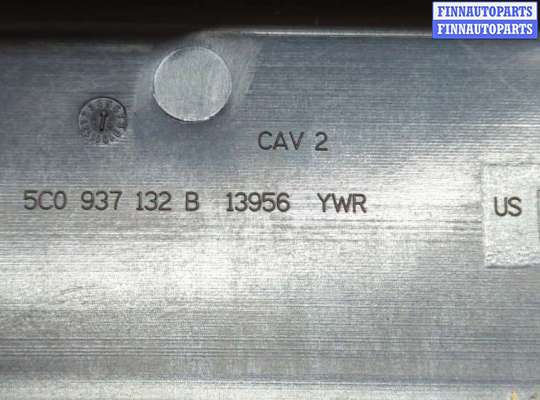 FINNAUTOPARTS
FINNAUTOPARTS
CAV 2
5C0 937 132 B 13956 YWR
US